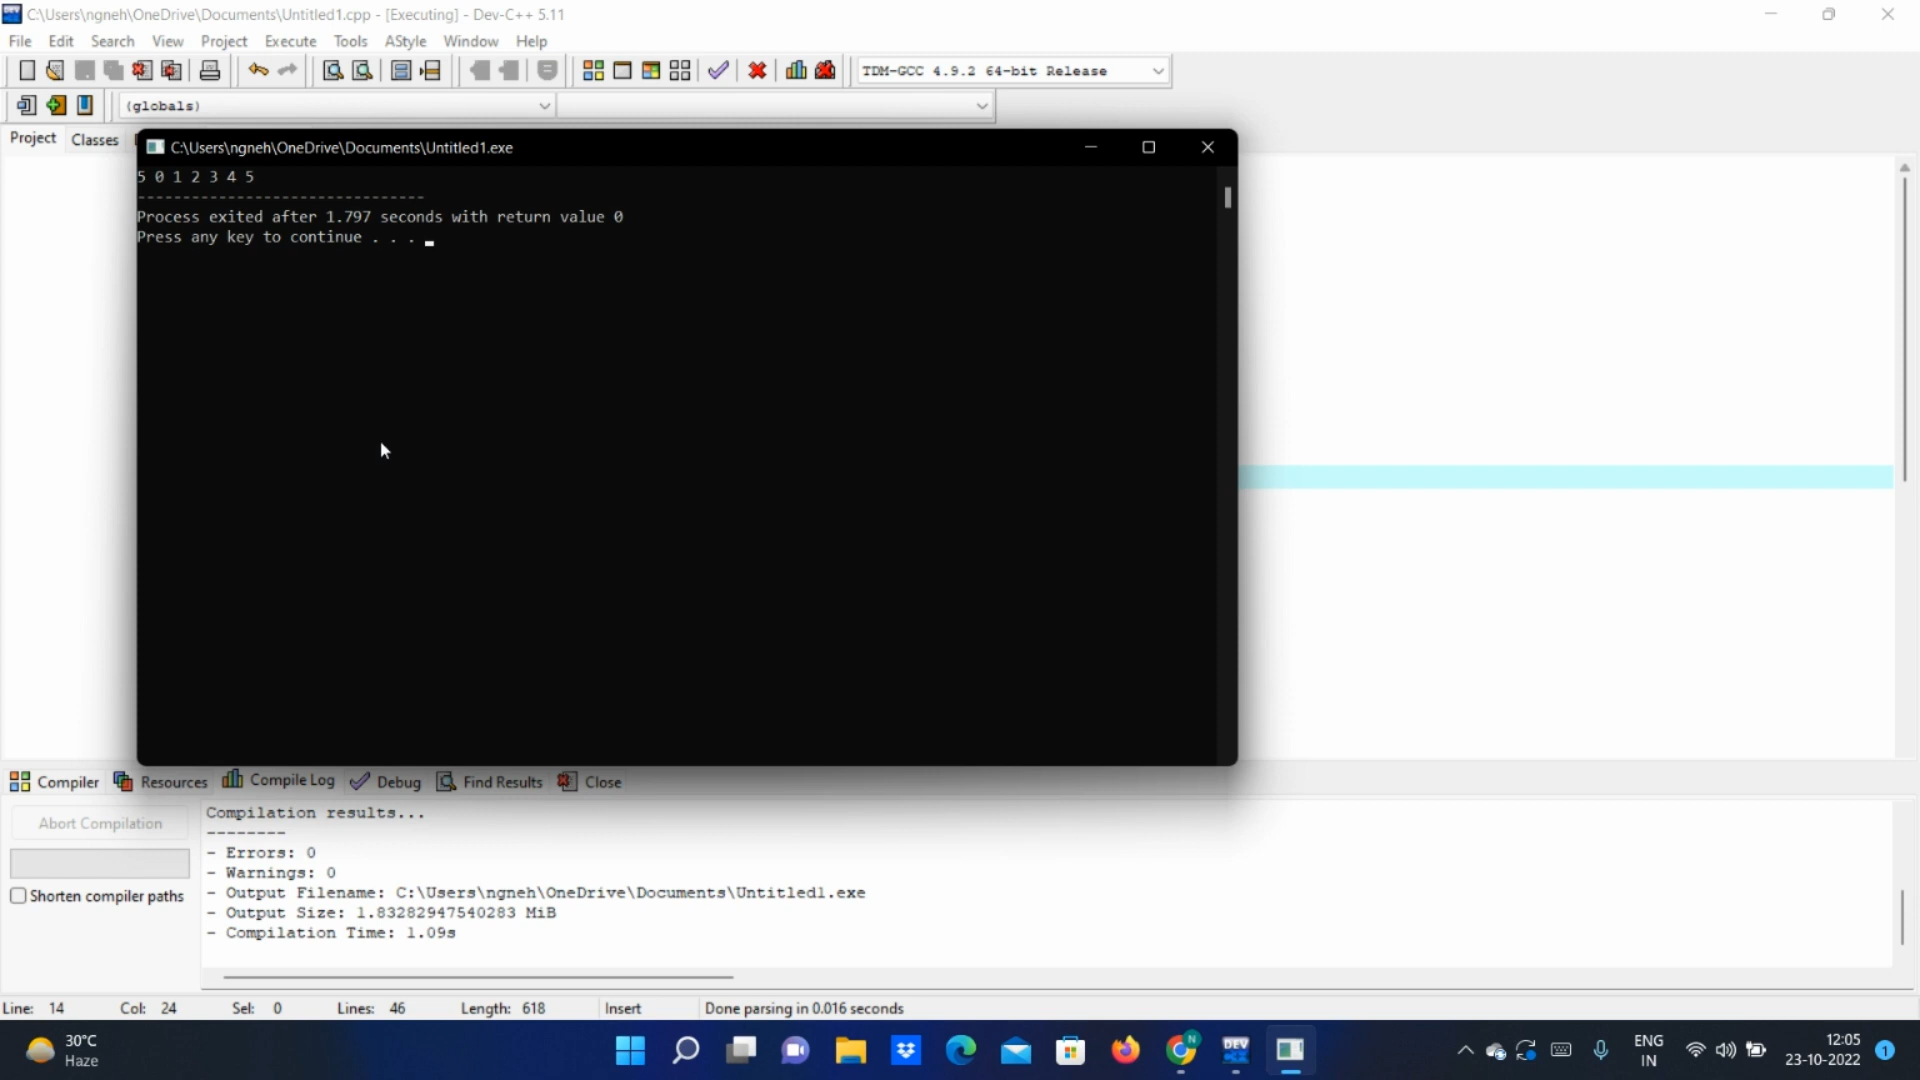 C:\Users\ngneh\OneDrive\Documents\Untitled1.cpp - [Executing] - Dev-C++ 5.11
File Edit Search View Project Execute Tools AStyle Window Help
TDM-GCC 4.9.2 64-bit Release
(globals)
Project Classes
C:\Users\ngneh\OneDrive\Documents\Untitled1.exe
5 0 1 2 3 4 5
--------------------------------
Process exited after 1.797 seconds with return value 0
Press any key to continue . . .
Compiler Resources Compile Log Debug Find Results Close
Abort Compilation
Shorten compiler paths
Compilation results...
--------
- Errors: 0
- Warnings: 0
- Output Filename: C:\Users\ngneh\OneDrive\Documents\Untitled1.exe
- Output Size: 1.83282947540283 MiB
- Compilation Time: 1.09s
Line: 14 Col: 24 Sel: 0 Lines: 46 Length: 618 Insert Done parsing in 0.016 seconds
30°C
Haze
N
DEV
ENG
IN
12:05
23-10-2022
1